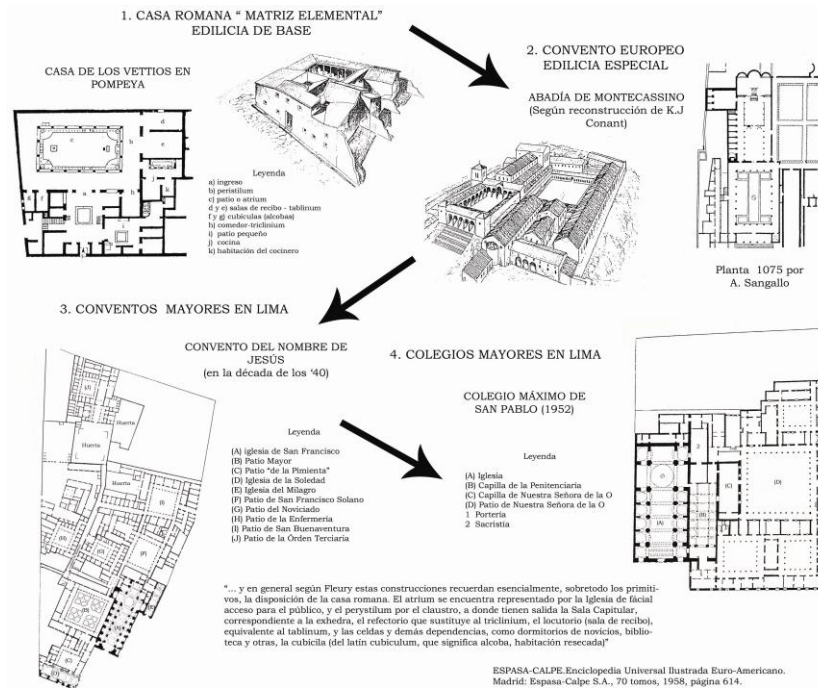 1. CASA ROMANA “ MATRIZ ELEMENTAL”
EDILICIA DE BASE
CASA DE LOS VETTIOS EN
POMPEYA
Leyenda
a) ingreso
b) peristilum
c) patio o atrium
d y e) salas de recibo - tablinum
f y g) cubiculas (alcobas)
h) comedor-triclinium
i) patio pequeño
j) cocina
k) habitación del cocinero
2. CONVENTO EUROPEO
EDILICIA ESPECIAL
ABADÍA DE MONTECASSINO
(Según reconstrucción de K.J
Conant)
Planta 1075 por
A. Sangallo
3. CONVENTOS MAYORES EN LIMA
CONVENTO DEL NOMBRE DE
JESÚS
(en la década de los ‘40)
Huerta
Huerta
Huerta
Leyenda
(A) iglesia de San Francisco
(B) Patio Mayor
(C) Patio “de la Pimienta”
(D) Iglesia de la Soledad
(E) Iglesia del Milagro
(F) Patio de San Francisco Solano
(G) Patio del Noviciado
(H) Patio de la Enfermería
(I) Patio de San Buenaventura
(J) Patio de la Órden Terciaria
4. COLEGIOS MAYORES EN LIMA
COLEGIO MÁXIMO DE
SAN PABLO (1952)
Leyenda
(A) Iglesia
(B) Capilla de la Penitenciaria
(C) Capilla de Nuestra Señora de la O
(D) Patio de Nuestra Señora de la O
1 Portería
2 Sacristía
(A)
(B)
(C)
(D)
“... y en general según Fleury estas construcciones recuerdan esencialmente, sobretodo los primiti-
vos, la disposición de la casa romana. El atrium se encuentra representado por la Iglesia de fácial
acceso para el público, y el perystilum por el claustro, a donde tienen salida la Sala Capitular,
correspondiente a la exhedra, el refectorio que sustituye al triclinium, el locutorio (sala de recibo),
equivalente al tablinum, y las celdas y demás dependencias, como dormitorios de novicios, biblio-
teca y otras, la cubícila (del latín cubiculum, que significa alcoba, habitación resecada)”
ESPASA-CALPE.Enciclopedia Universal Ilustrada Euro-Americano.
Madrid: Espasa-Calpe S.A., 70 tomos, 1958, página 614.